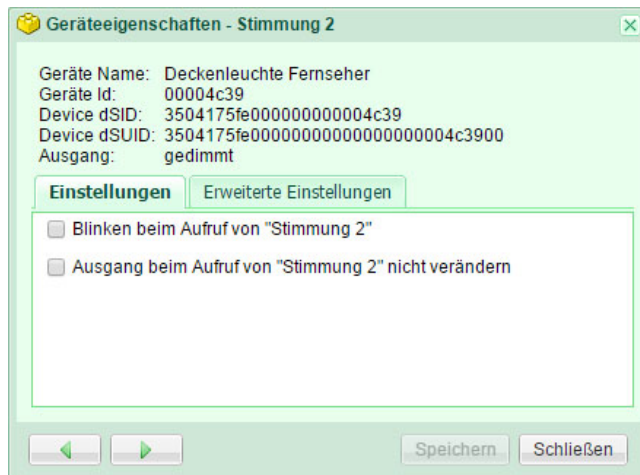 Geräteeigenschaften - Stimmung 2
Geräte Name: Deckenleuchte Fernseher
Geräte Id: 00004c39
Device dSID: 3504175fe000000000004c39
Device dSUID: 3504175fe00000000000000000004c3900
Ausgang: gedimmt
Einstellungen Erweiterte Einstellungen
Blinken beim Aufruf von "Stimmung 2"
Ausgang beim Aufruf von "Stimmung 2" nicht verändern
Speichern Schließen